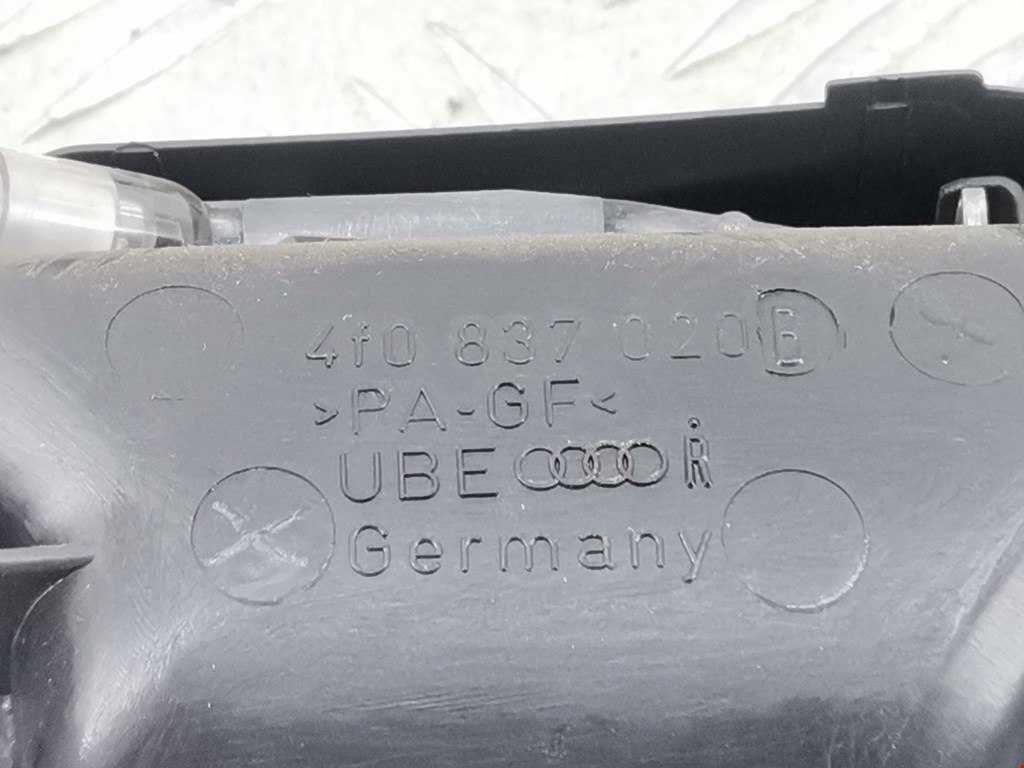 4f0 837 020 B
>PA-GF<
UBE R
Germany